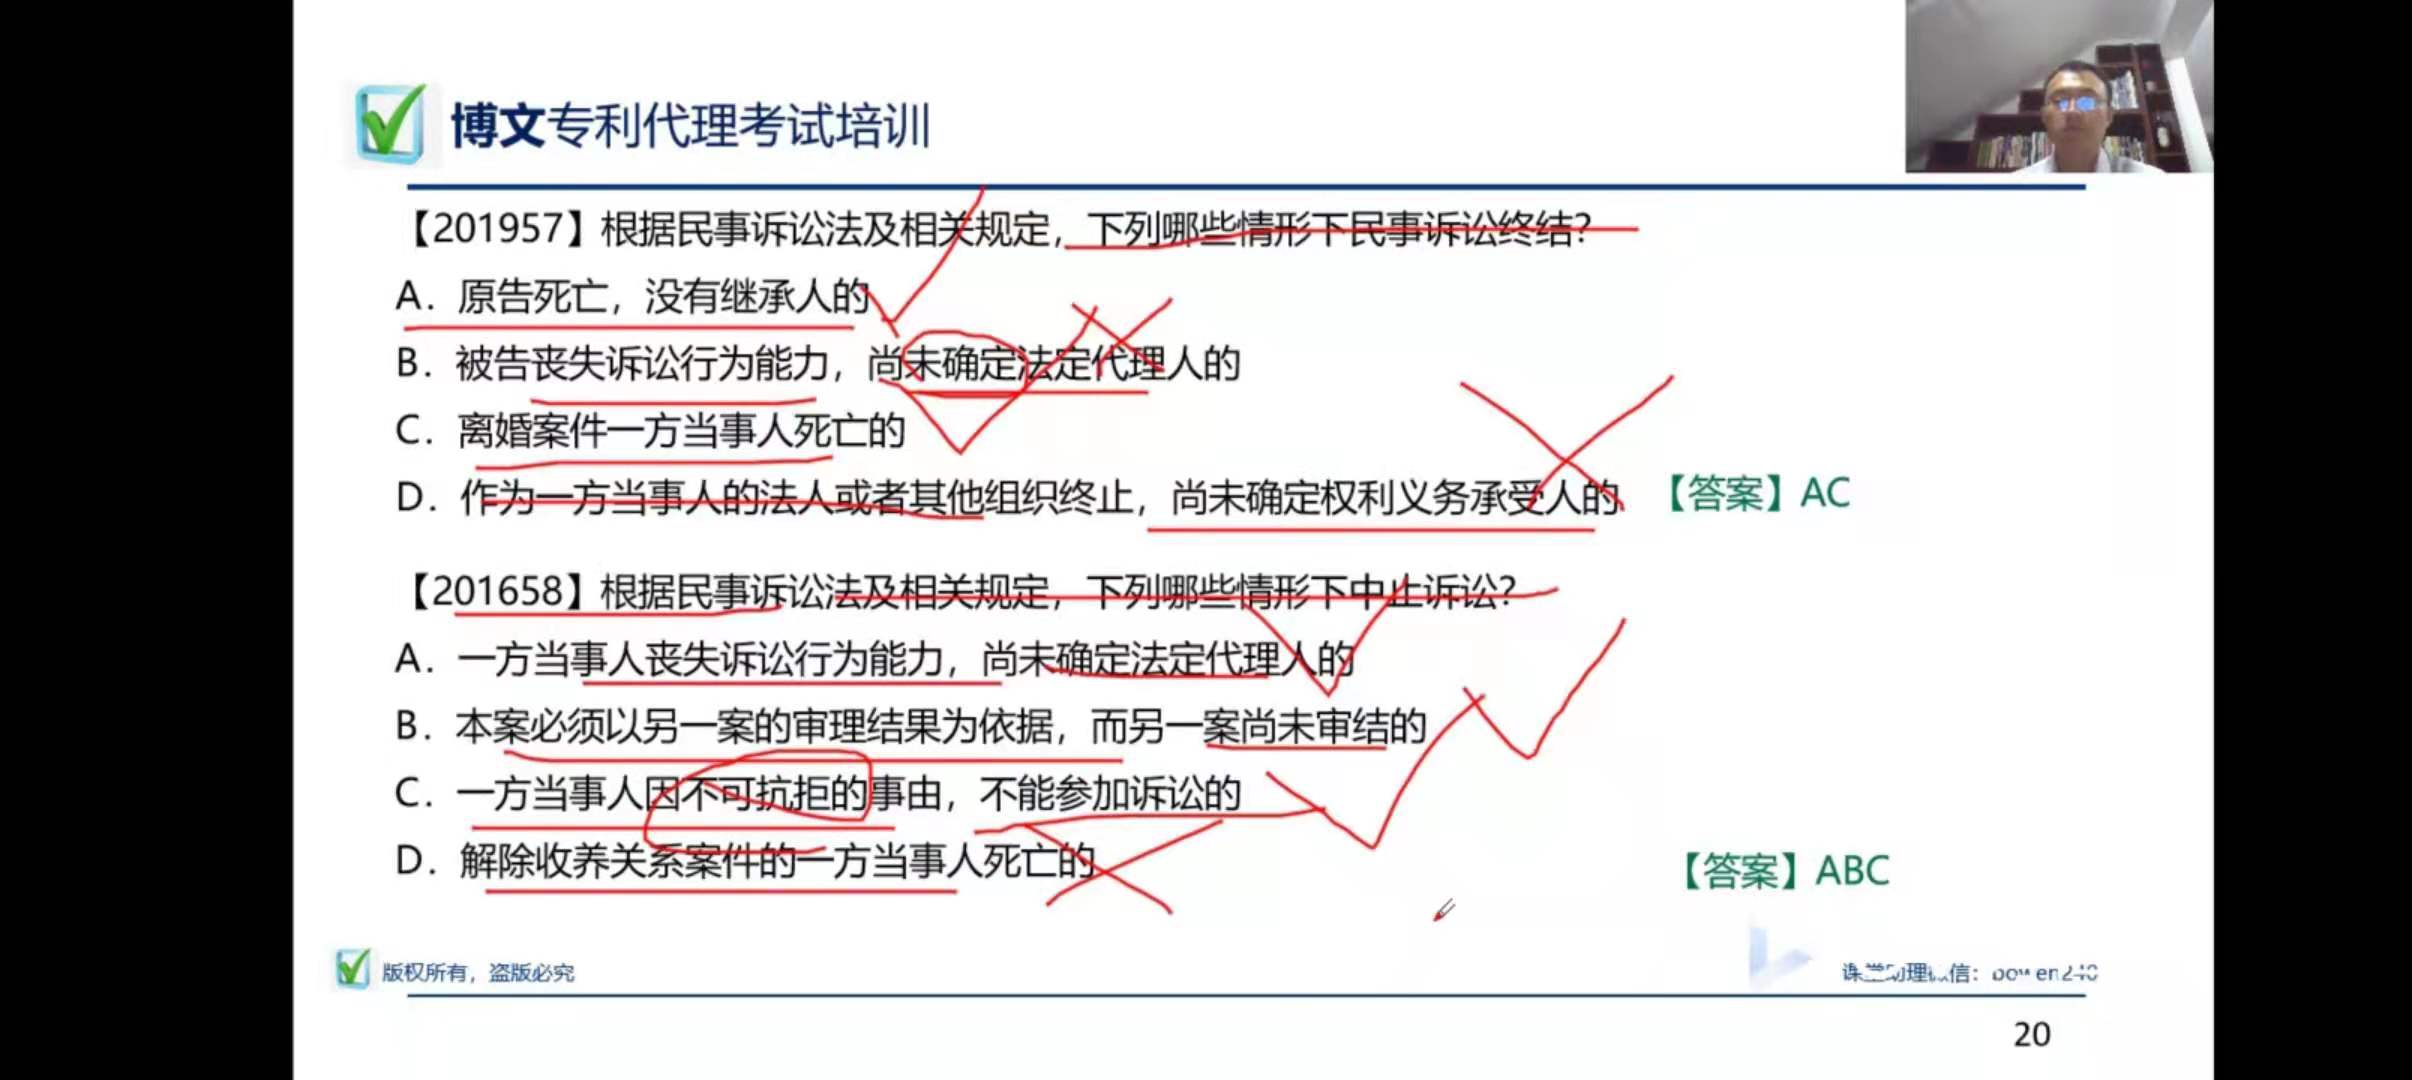 博文专利代理考试培训
【201957】根据民事诉讼法及相关规定，下列哪些情形下民事诉讼终结？
A. 原告死亡，没有继承人的
B. 被告丧失诉讼行为能力，尚未确定法定代理人的
C. 离婚案件一方当事人死亡的
D. 作为一方当事人的法人或者其他组织终止，尚未确定权利义务承受人的 【答案】AC
【201658】根据民事诉讼法及相关规定，下列哪些情形下中止诉讼？
A. 一方当事人丧失诉讼行为能力，尚未确定法定代理人的
B. 本案必须以另一案的审理结果为依据，而另一案尚未审结的
C. 一方当事人因不可抗拒的事由，不能参加诉讼的
D. 解除收养关系案件的一方当事人死亡的 【答案】ABC
版权所有，盗版必究
20